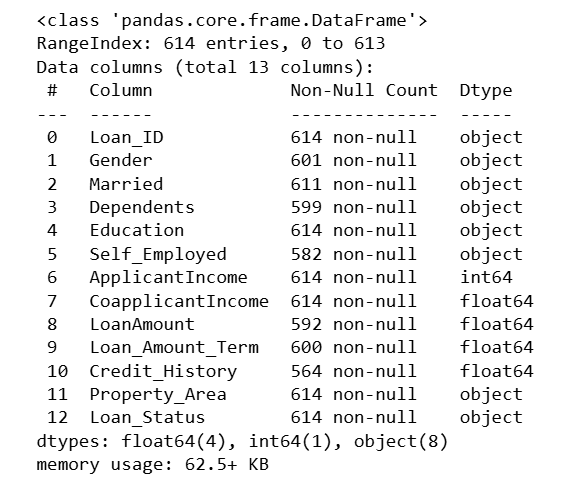 <class 'pandas.core.frame.DataFrame'>
RangeIndex: 614 entries, 0 to 613
Data columns (total 13 columns):
 #   Column             Non-Null Count  Dtype
---  ------             --------------  -----
 0   Loan_ID            614 non-null    object
 1   Gender             601 non-null    object
 2   Married            611 non-null    object
 3   Dependents         599 non-null    object
 4   Education          614 non-null    object
 5   Self_Employed      582 non-null    object
 6   ApplicantIncome    614 non-null    int64
 7   CoapplicantIncome  614 non-null    float64
 8   LoanAmount         592 non-null    float64
 9   Loan_Amount_Term   600 non-null    float64
 10  Credit_History     564 non-null    float64
 11  Property_Area      614 non-null    object
 12  Loan_Status        614 non-null    object
dtypes: float64(4), int64(1), object(8)
memory usage: 62.5+ KB